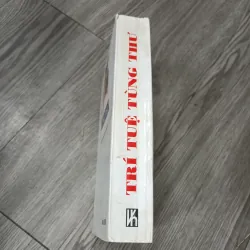 TRÍ TUỆ TÙNG THƯ